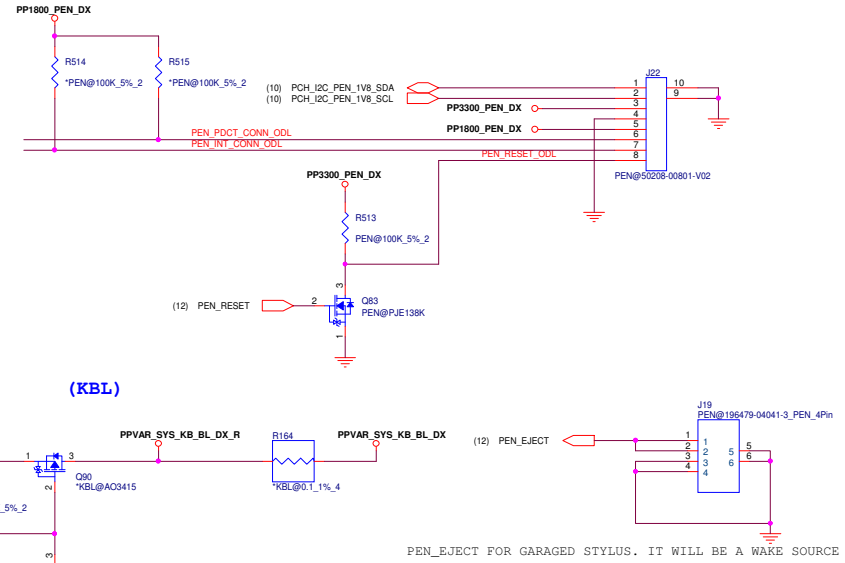 PP1800_PEN_DX
R514
*PEN@100K_5%_2
R515
*PEN@100K_5%_2
(10) PCH_I2C_PEN_1V8_SDA
(10) PCH_I2C_PEN_1V8_SCL
PP3300_PEN_DX
PP1800_PEN_DX
J22
1
2
3
4
5
6
7
8
10
9
PEN@50208-00801-V02
PEN_PDCT_CONN_ODL
PEN_INT_CONN_ODL
PEN_RESET_ODL
PP3300_PEN_DX
R513
PEN@100K_5%_2
3
(12) PEN_RESET
2
Q83
PEN@PJE138K
1
(KBL)
PPVAR_SYS_KB_BL_DX_R
R164
PPVAR_SYS_KB_BL_DX
*KBL@0.1_1%_4
1
3
Q90
*KBL@AO3415
2
_5%_2
3
J19
PEN@196479-04041-3_PEN_4Pin
(12) PEN_EJECT
1
2
3
4
1
2
3
4
5
6
5
6
PEN_EJECT FOR GARAGED STYLUS. IT WILL BE A WAKE SOURCE